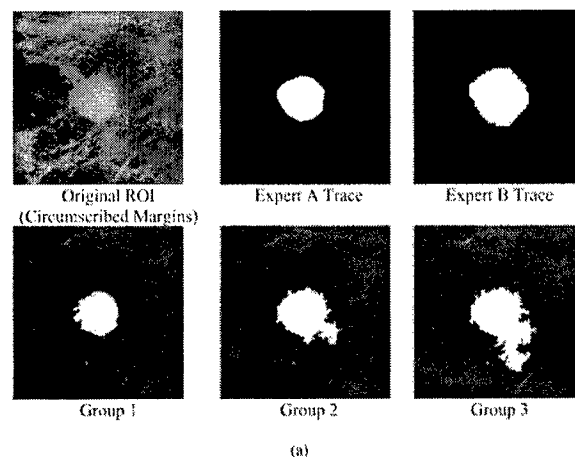 Original ROI
(Circumscribed Margins)
Expert A Trace
Expert B Trace
Group 1
Group 2
Group 3
(a)